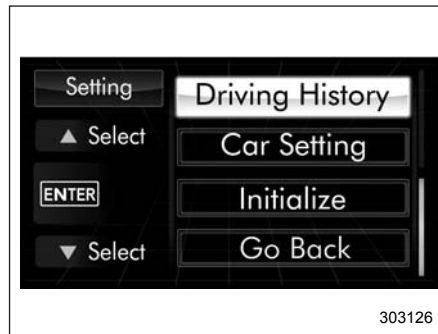 Setting
▲ Select
ENTER
▼ Select
Driving History
Car Setting
Initialize
Go Back
303126